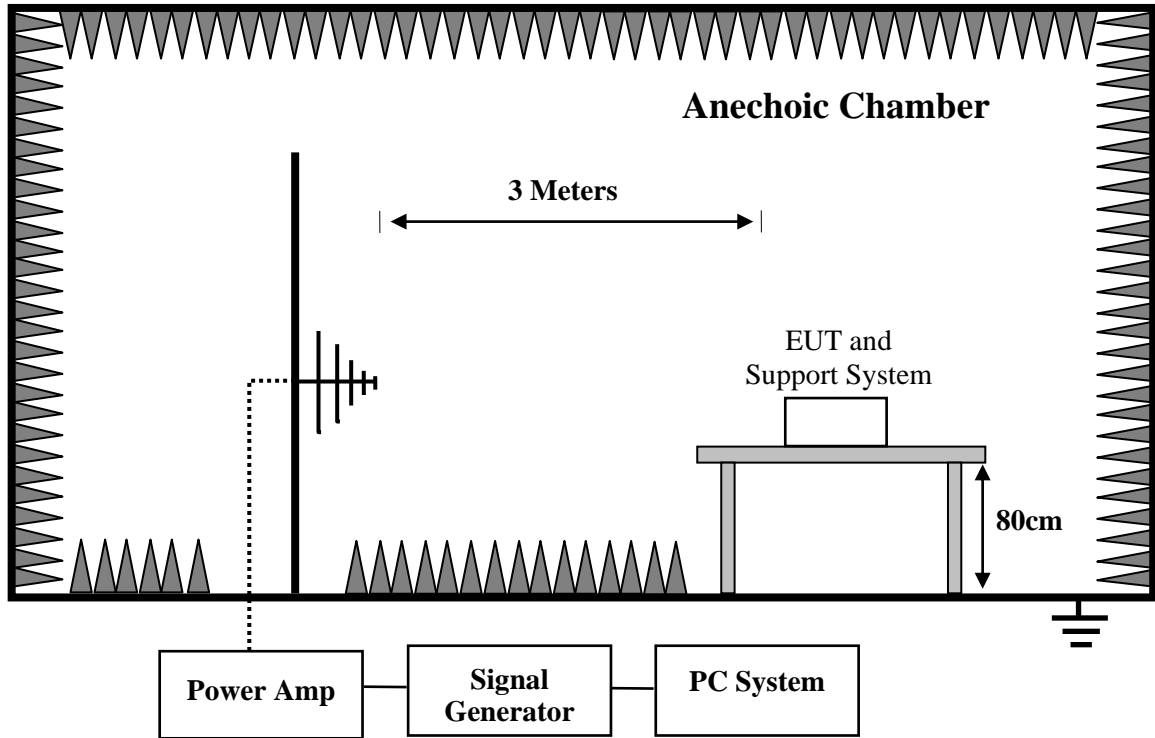 Anechoic Chamber
3 Meters
EUT and
Support System
80cm
Power Amp
Signal
Generator
PC System